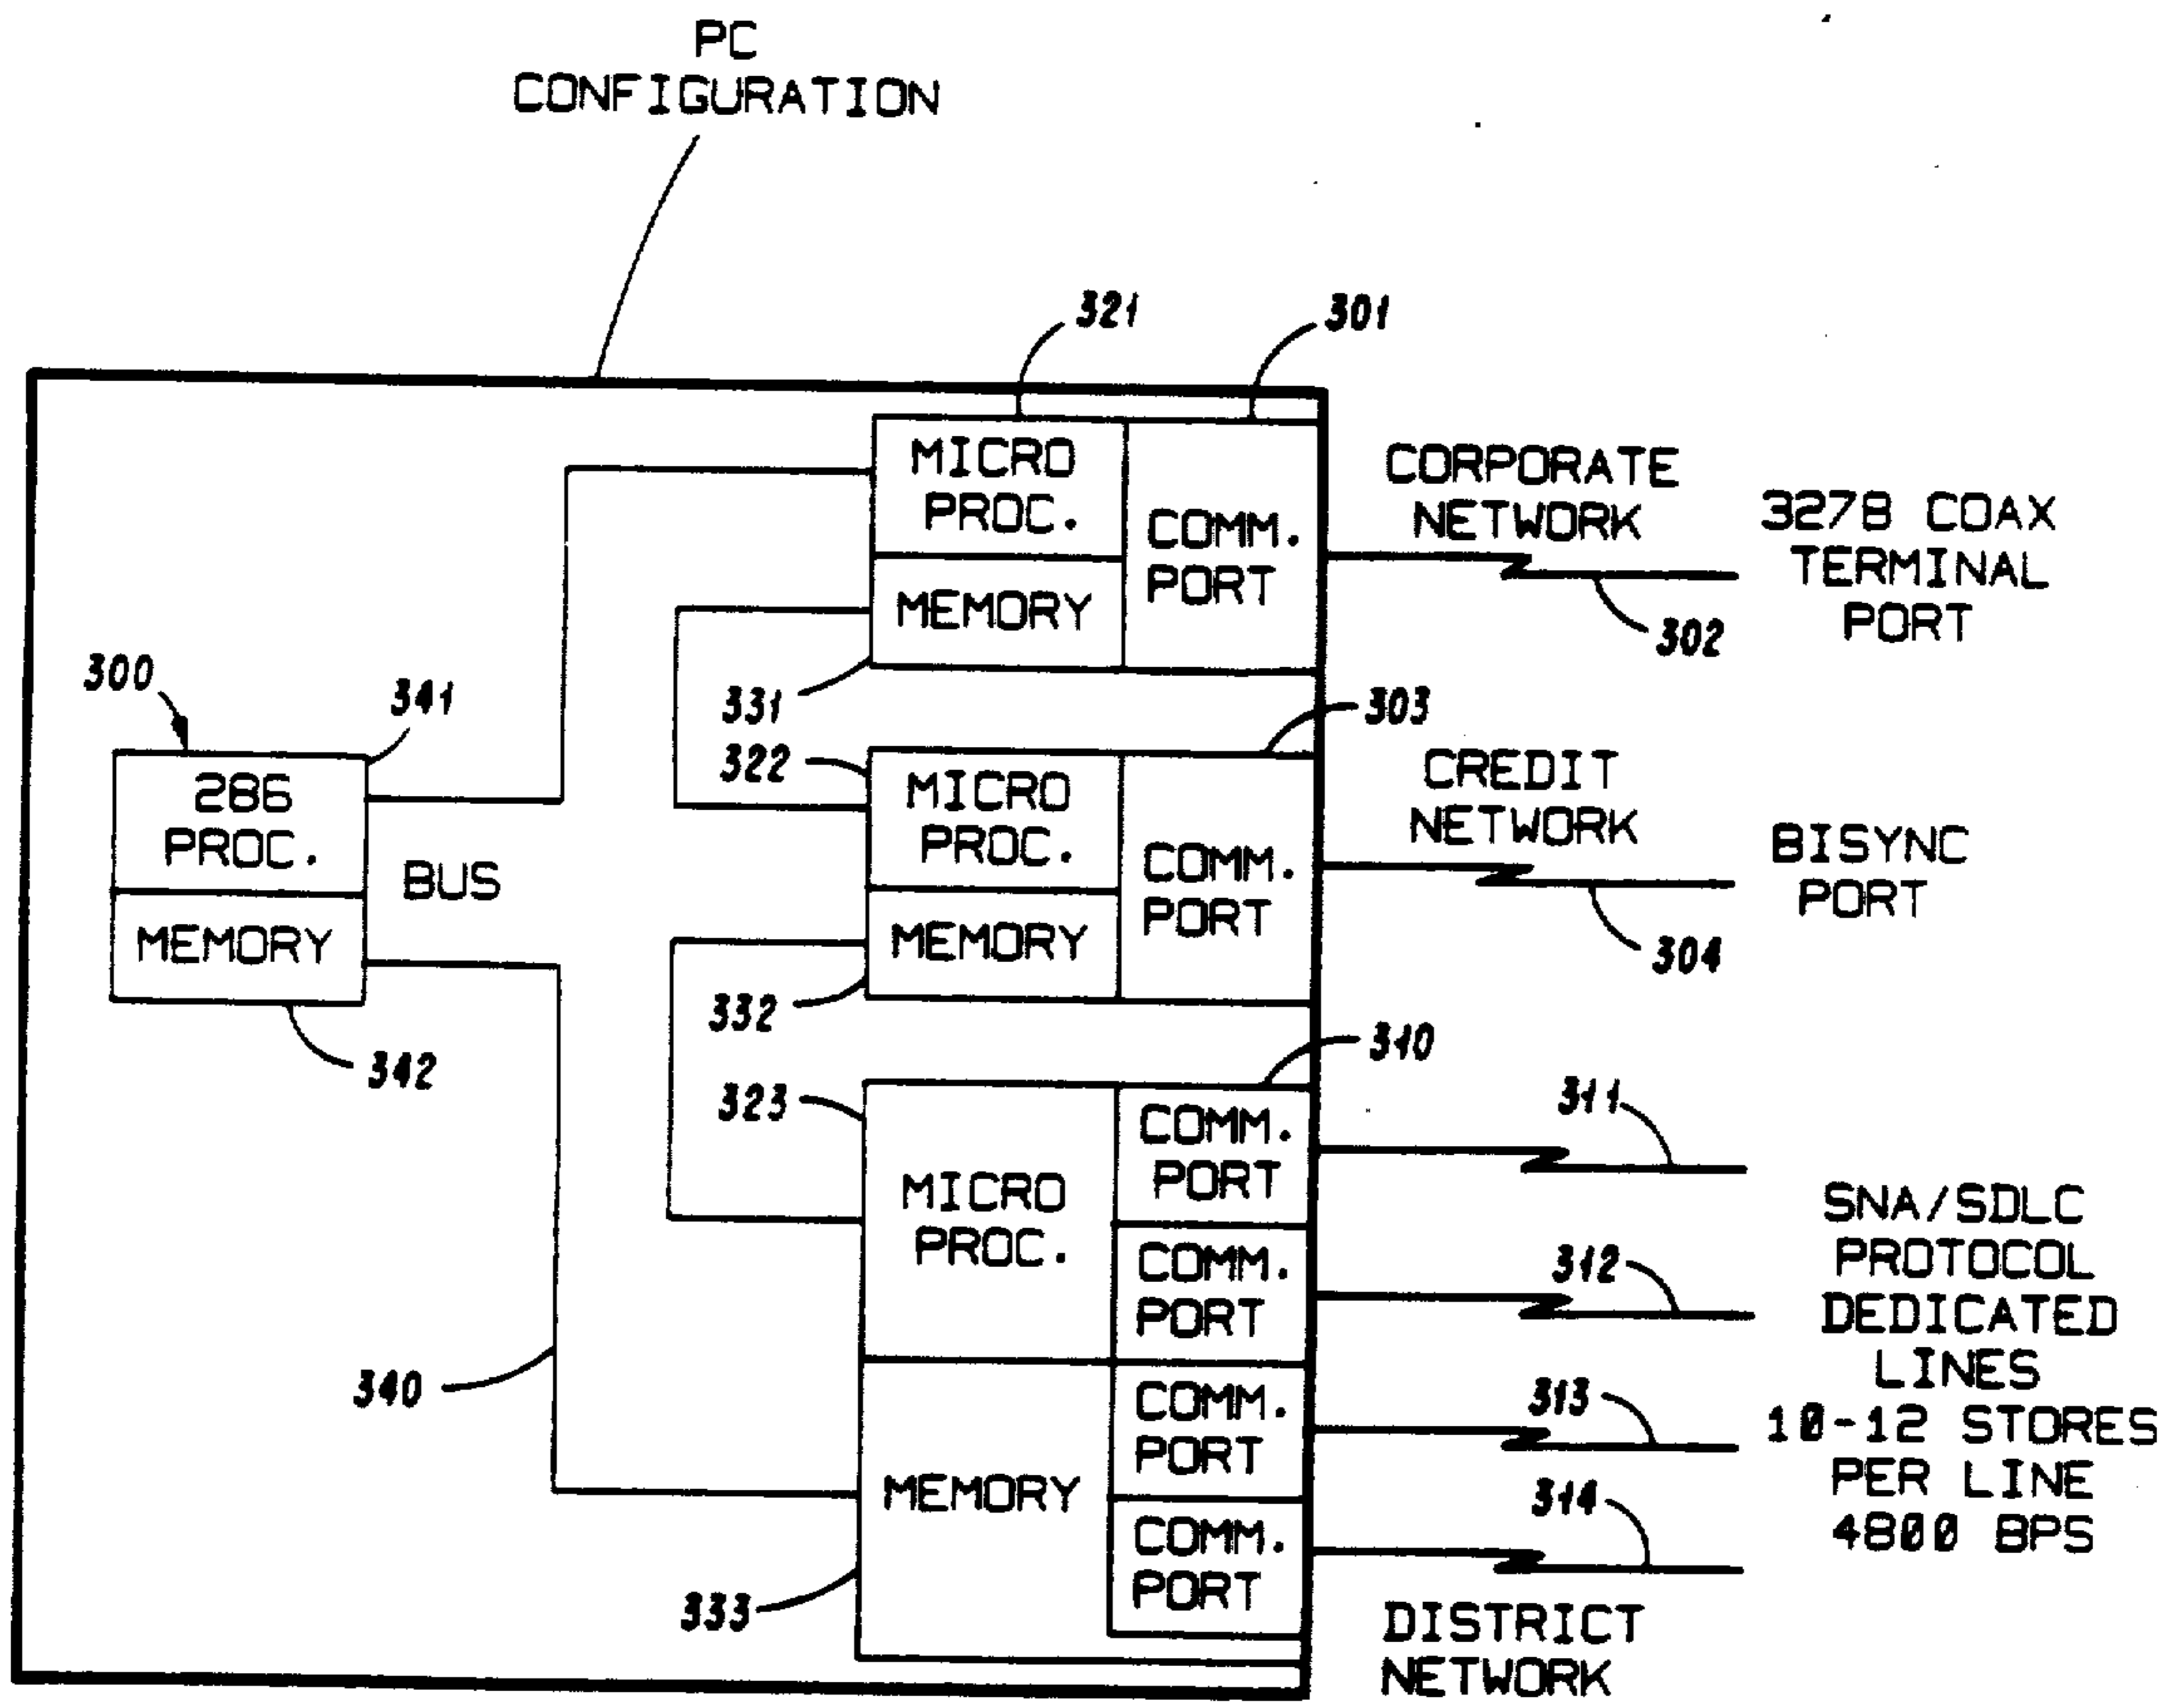 PC
CONFIGURATION
321
301
MICRO
PROC.
MEMORY
COMM.
PORT
CORPORATE
NETWORK
3278 COAX
TERMINAL
PORT
302
331
300
341
286
PROC.
MEMORY
BUS
342
303
322
MICRO
PROC.
MEMORY
COMM.
PORT
CREDIT
NETWORK
BISYNC
PORT
304
332
310
323
MICRO
PROC.
MEMORY
COMM.
PORT
COMM.
PORT
COMM.
PORT
COMM.
PORT
311
312
313
314
SNA/SDLC
PROTOCOL
DEDICATED
LINES
10-12 STORES
PER LINE
4800 BPS
340
333
DISTRICT
NETWORK